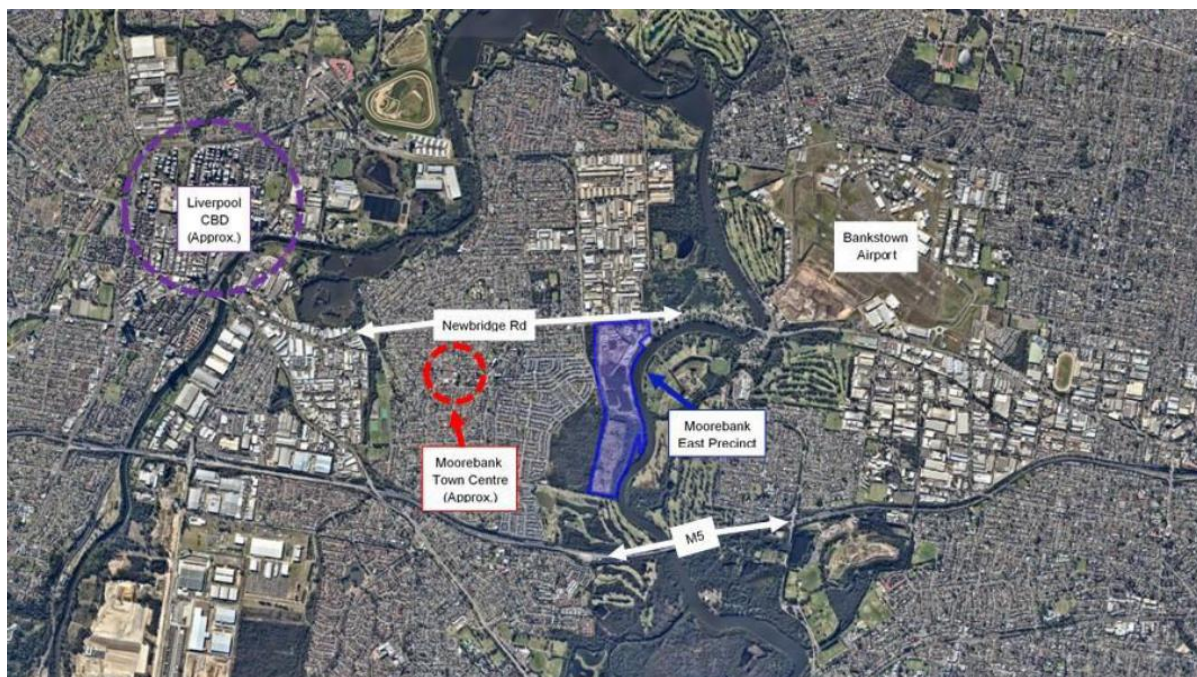 Liverpool
CBD
(Approx.)
Bankstown
Airport
Newbridge Rd
Moorebank
East Precinct
Moorebank
Town Centre
(Approx.)
M5